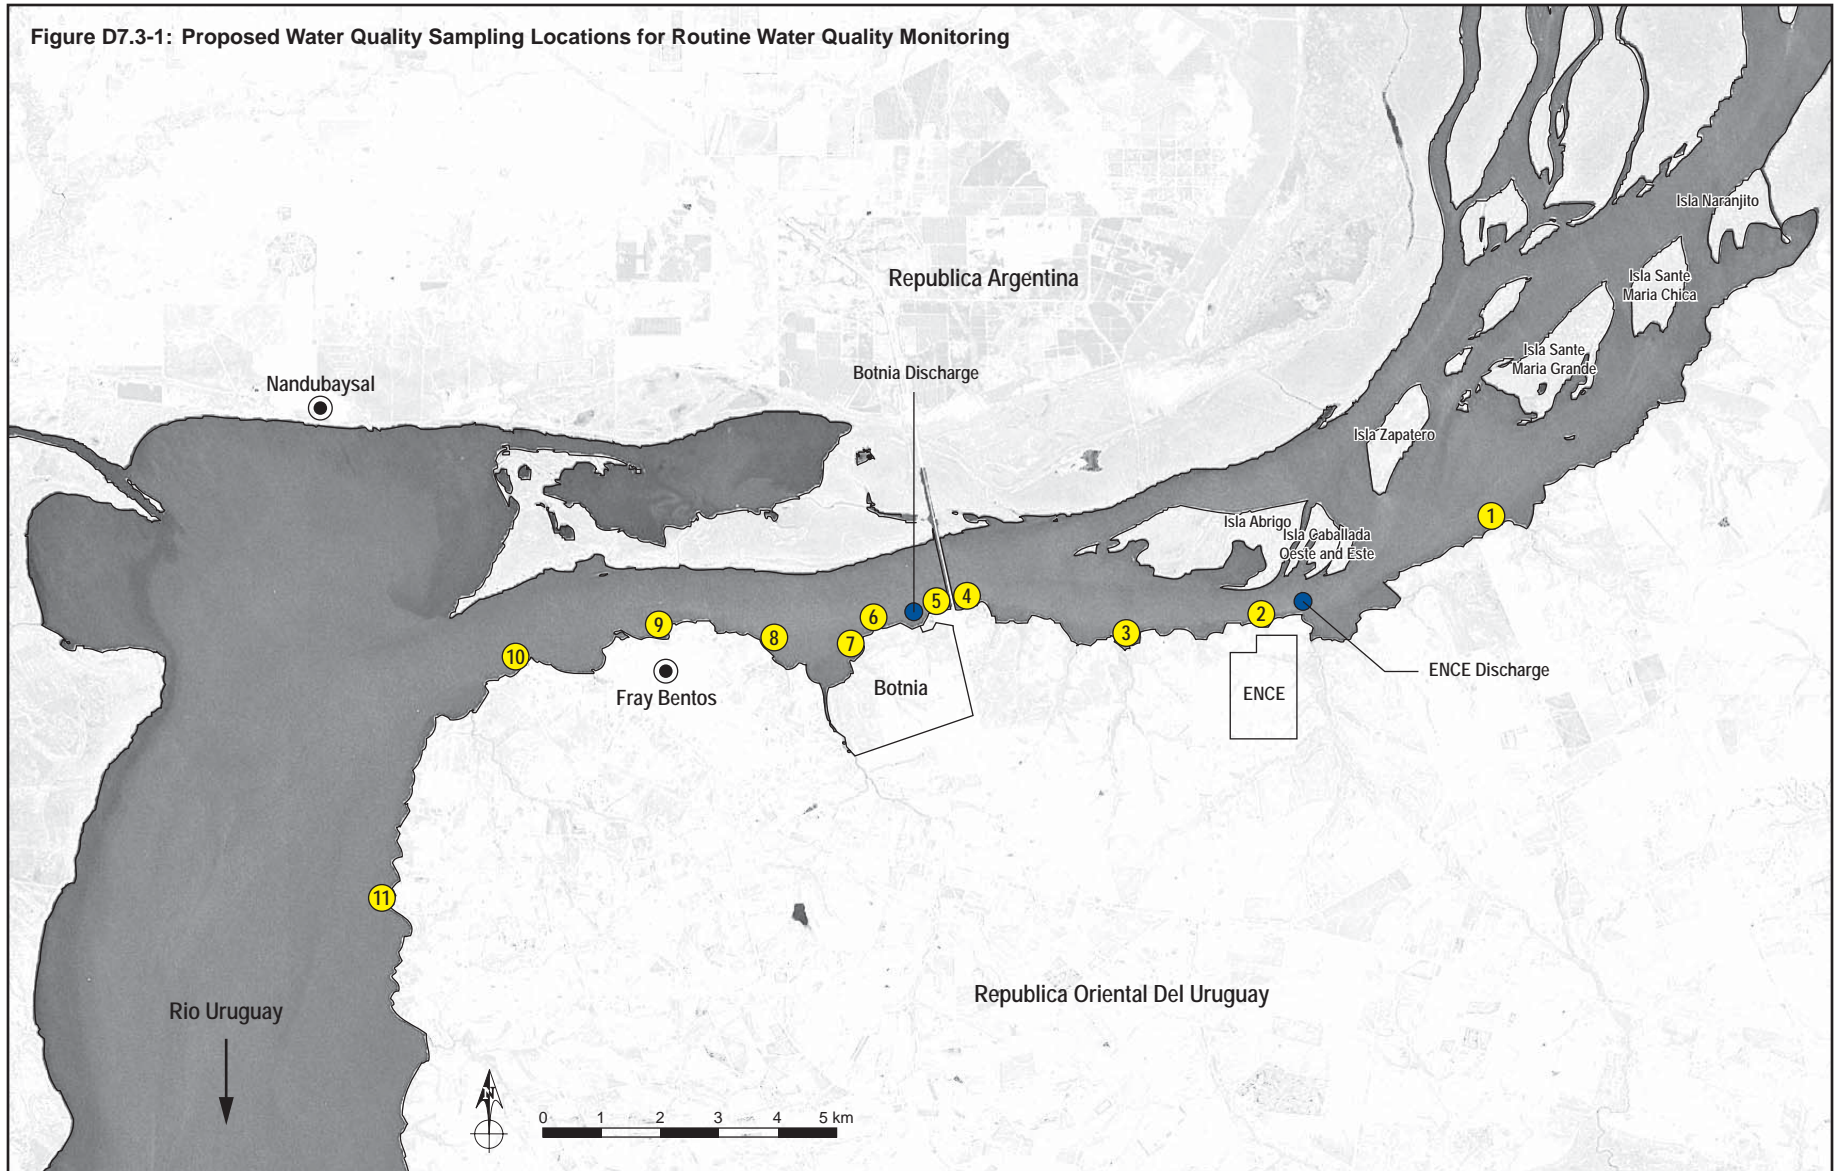 Figure D7.3-1: Proposed Water Quality Sampling Locations for Routine Water Quality Monitoring
Isla Naranjito
Republica Argentina
Isla Sante
Maria Chica
Isla Sante
Maria Grande
Botnia Discharge
Nandubaysal
Isla Zapatero
1
Isla Abrigo
Isla Caballada
Oeste and Este
2
3
4
5
6
7
8
9
10
ENCE Discharge
Botnia
ENCE
Fray Bentos
11
Republica Oriental Del Uruguay
Rio Uruguay
N
0 1 2 3 4 5 km